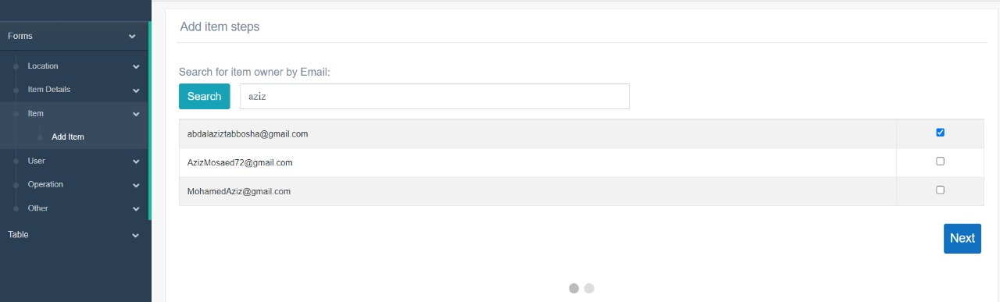 Forms
Location
Item Details
Item
Add Item
User
Operation
Other
Table
Add item steps
Search for item owner by Email:
Search aziz
abdalaziztabbosha@gmail.com
AzizMosaed72@gmail.com
MohamedAziz@gmail.com
Next